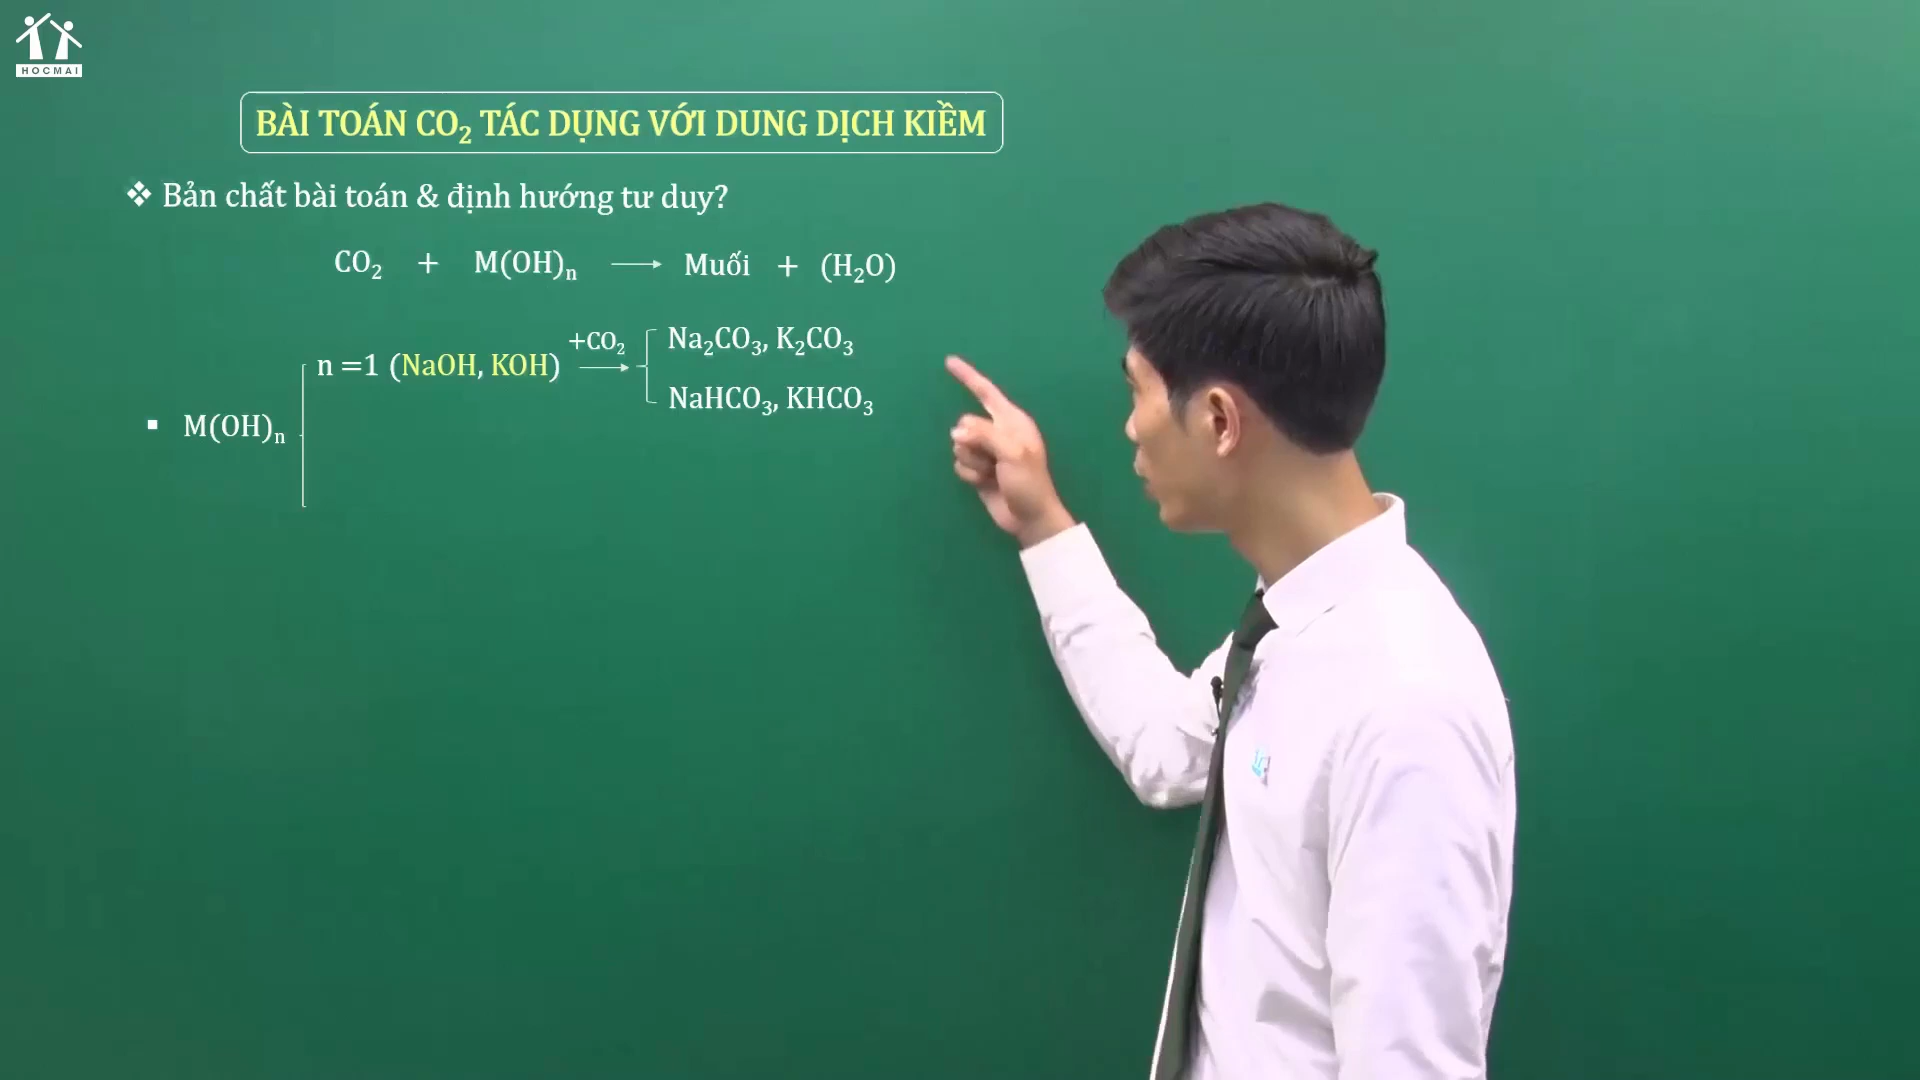 HOCMAI
BÀI TOÁN CO₂ TÁC DỤNG VỚI DUNG DỊCH KIỀM
❖ Bản chất bài toán & định hướng tư duy?
CO₂ + M(OH)ₙ ⟶ Muối + (H₂O)
n =1 (NaOH, KOH) +CO₂ ⟶ Na₂CO₃, K₂CO₃
NaHCO₃, KHCO₃
▪ M(OH)ₙ